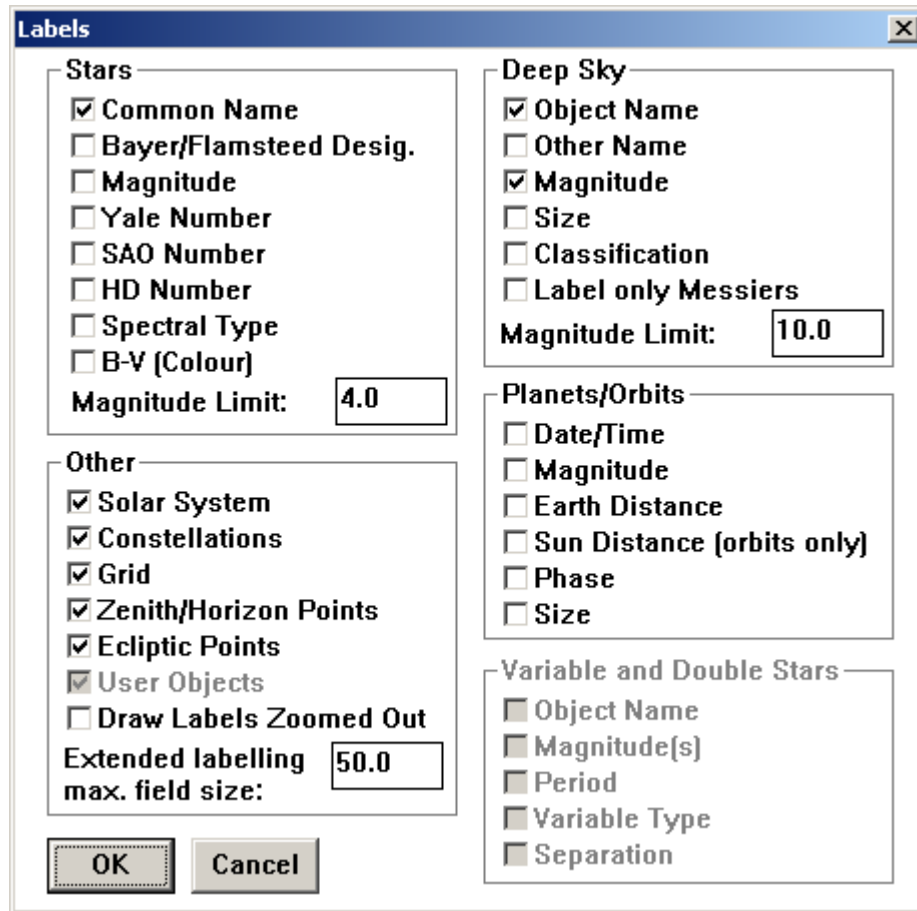 Labels
Stars
Common Name
Bayer/Flamsteed Desig.
Magnitude
Yale Number
SAO Number
HD Number
Spectral Type
B-V (Colour)
Magnitude Limit: 4.0
Other
Solar System
Constellations
Grid
Zenith/Horizon Points
Ecliptic Points
User Objects
Draw Labels Zoomed Out
Extended labelling
max. field size: 50.0
OK Cancel
Deep Sky
Object Name
Other Name
Magnitude
Size
Classification
Label only Messiers
Magnitude Limit: 10.0
Planets/Orbits
Date/Time
Magnitude
Earth Distance
Sun Distance (orbits only)
Phase
Size
Variable and Double Stars
Object Name
Magnitude(s)
Period
Variable Type
Separation